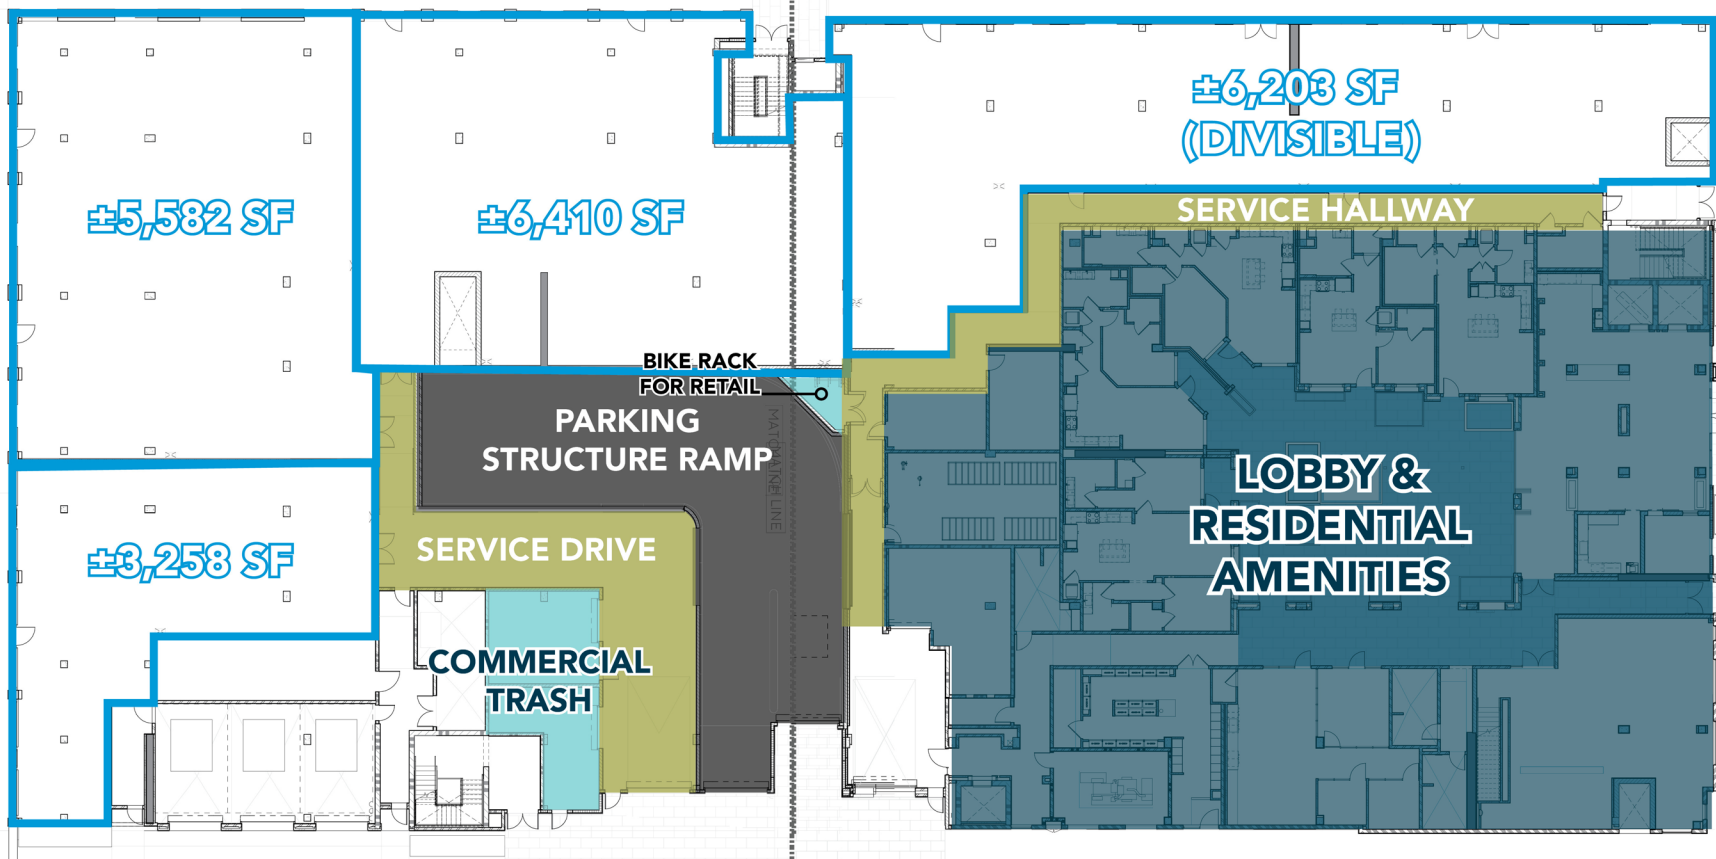 ±6,203 SF
(DIVISIBLE)
±5,582 SF
±6,410 SF
SERVICE HALLWAY
BIKE RACK
FOR RETAIL
PARKING
STRUCTURE RAMP
LOBBY &
RESIDENTIAL
AMENITIES
±3,258 SF
SERVICE DRIVE
COMMERCIAL
TRASH